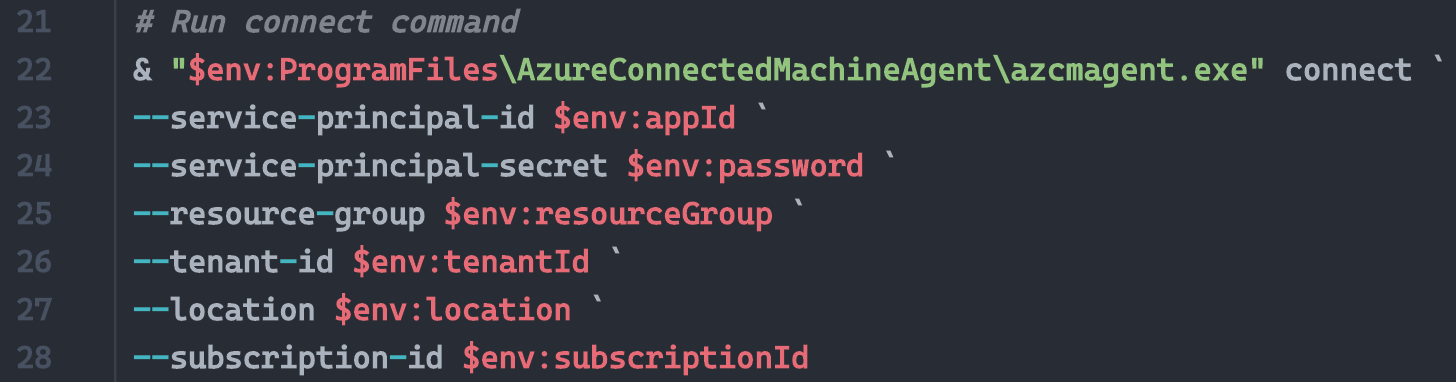 21 # Run connect command
22 & "$env:ProgramFiles\AzureConnectedMachineAgent\azcmagent.exe" connect `
23 --service-principal-id $env:appId `
24 --service-principal-secret $env:password `
25 --resource-group $env:resourceGroup `
26 --tenant-id $env:tenantId `
27 --location $env:location `
28 --subscription-id $env:subscriptionId